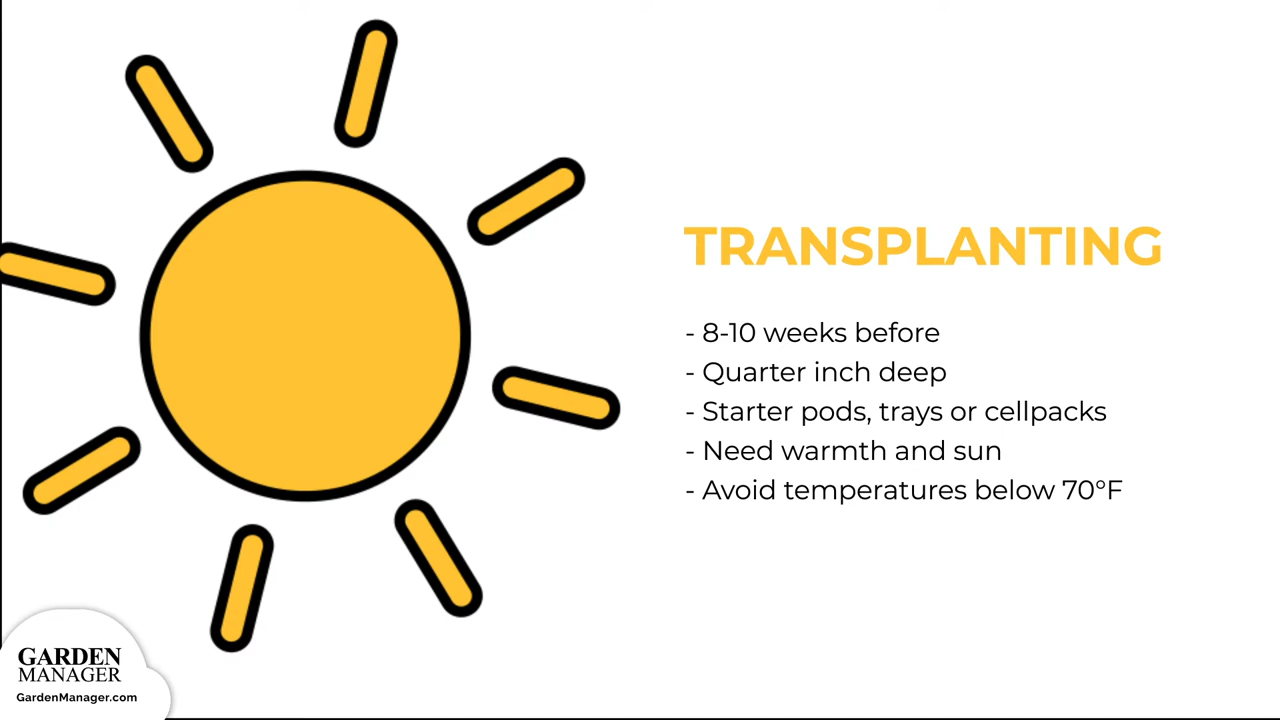 TRANSPLANTING
- 8-10 weeks before
- Quarter inch deep
- Starter pods, trays or cellpacks
- Need warmth and sun
- Avoid temperatures below 70°F
GARDEN
MANAGER
GardenManager.com